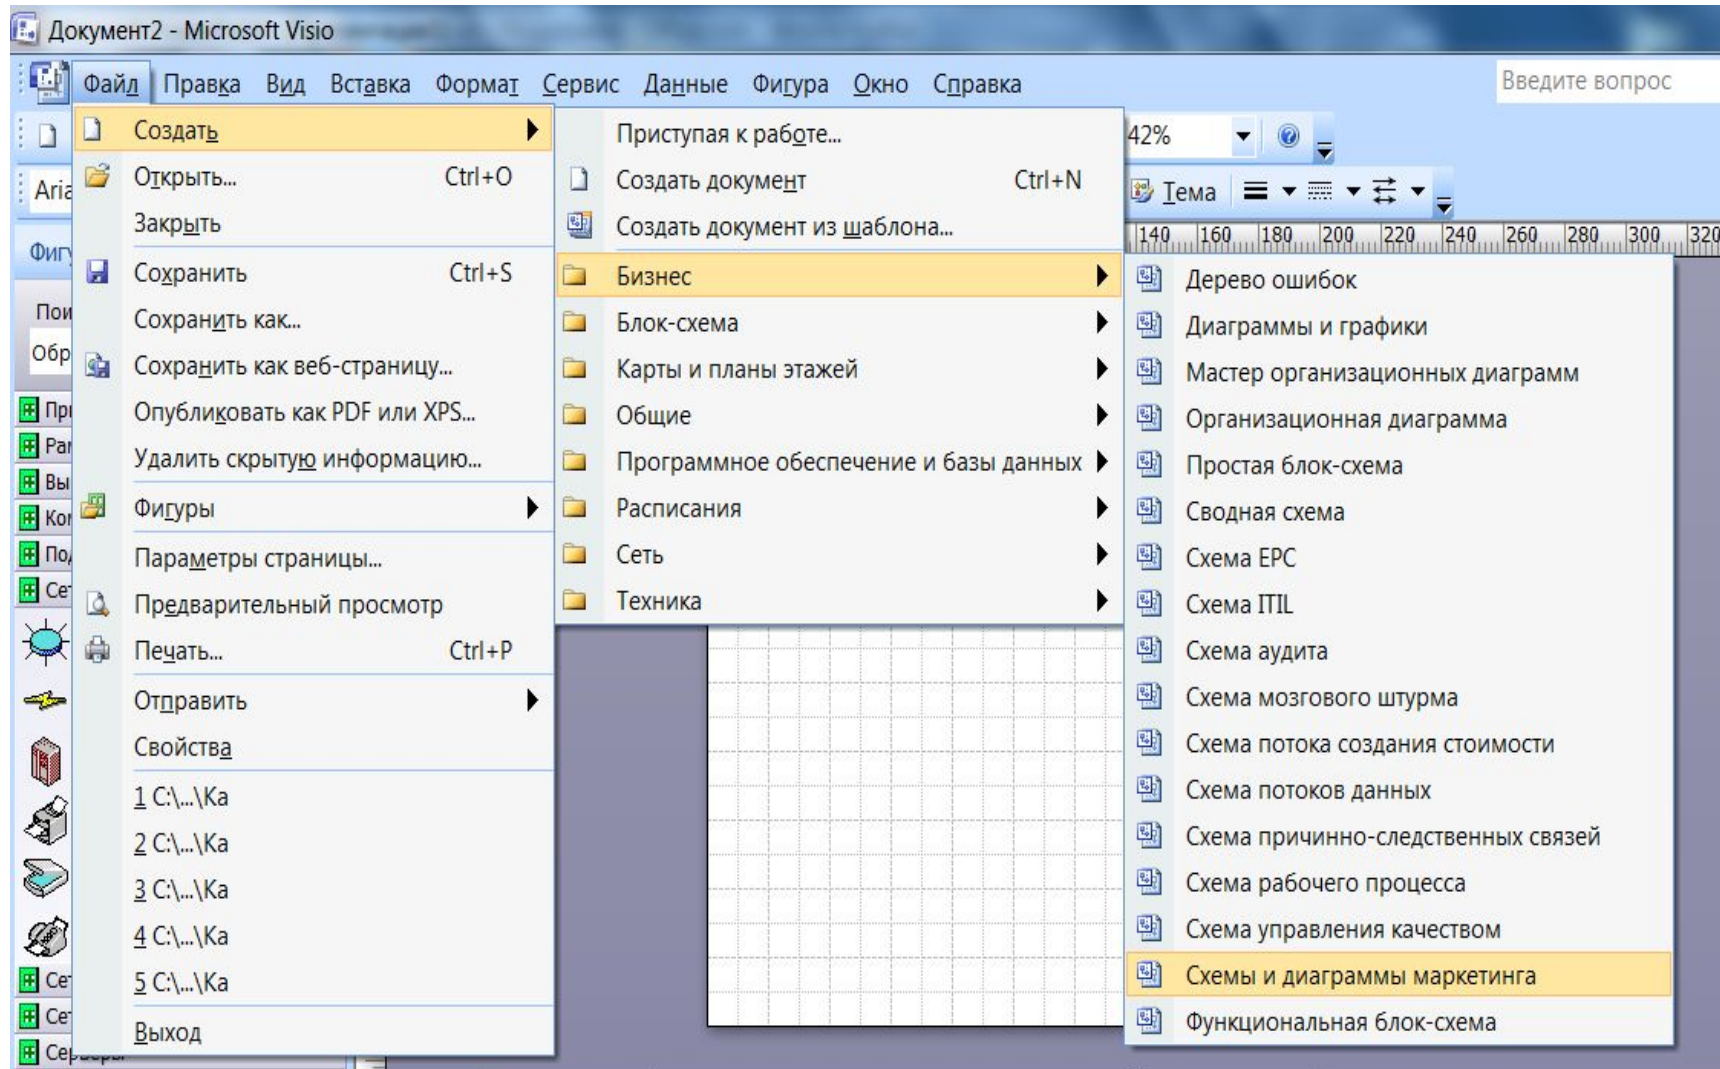 Документ2 - Microsoft Visio
Файл Правка Вид Вставка Формат Сервис Данные Фигура Окно Справка
Введите вопрос
42%
Тема
140 160 180 200 220 240 260 280 300 320
Создать
Открыть... Ctrl+O
Закрыть
Сохранить Ctrl+S
Сохранить как...
Сохранить как веб-страницу...
Опубликовать как PDF или XPS...
Удалить скрытую информацию...
Фигуры
Параметры страницы...
Предварительный просмотр
Печать... Ctrl+P
Отправить
Свойства
1 C:\...\Ка
2 C:\...\Ка
3 C:\...\Ка
4 C:\...\Ка
5 C:\...\Ка
Выход
Приступая к работе...
Создать документ Ctrl+N
Создать документ из шаблона...
Бизнес
Блок-схема
Карты и планы этажей
Общие
Программное обеспечение и базы данных
Расписания
Сеть
Техника
Дерево ошибок
Диаграммы и графики
Мастер организационных диаграмм
Организационная диаграмма
Простая блок-схема
Сводная схема
Схема EPC
Схема ITIL
Схема аудита
Схема мозгового штурма
Схема потока создания стоимости
Схема потоков данных
Схема причинно-следственных связей
Схема рабочего процесса
Схема управления качеством
Схемы и диаграммы маркетинга
Функциональная блок-схема